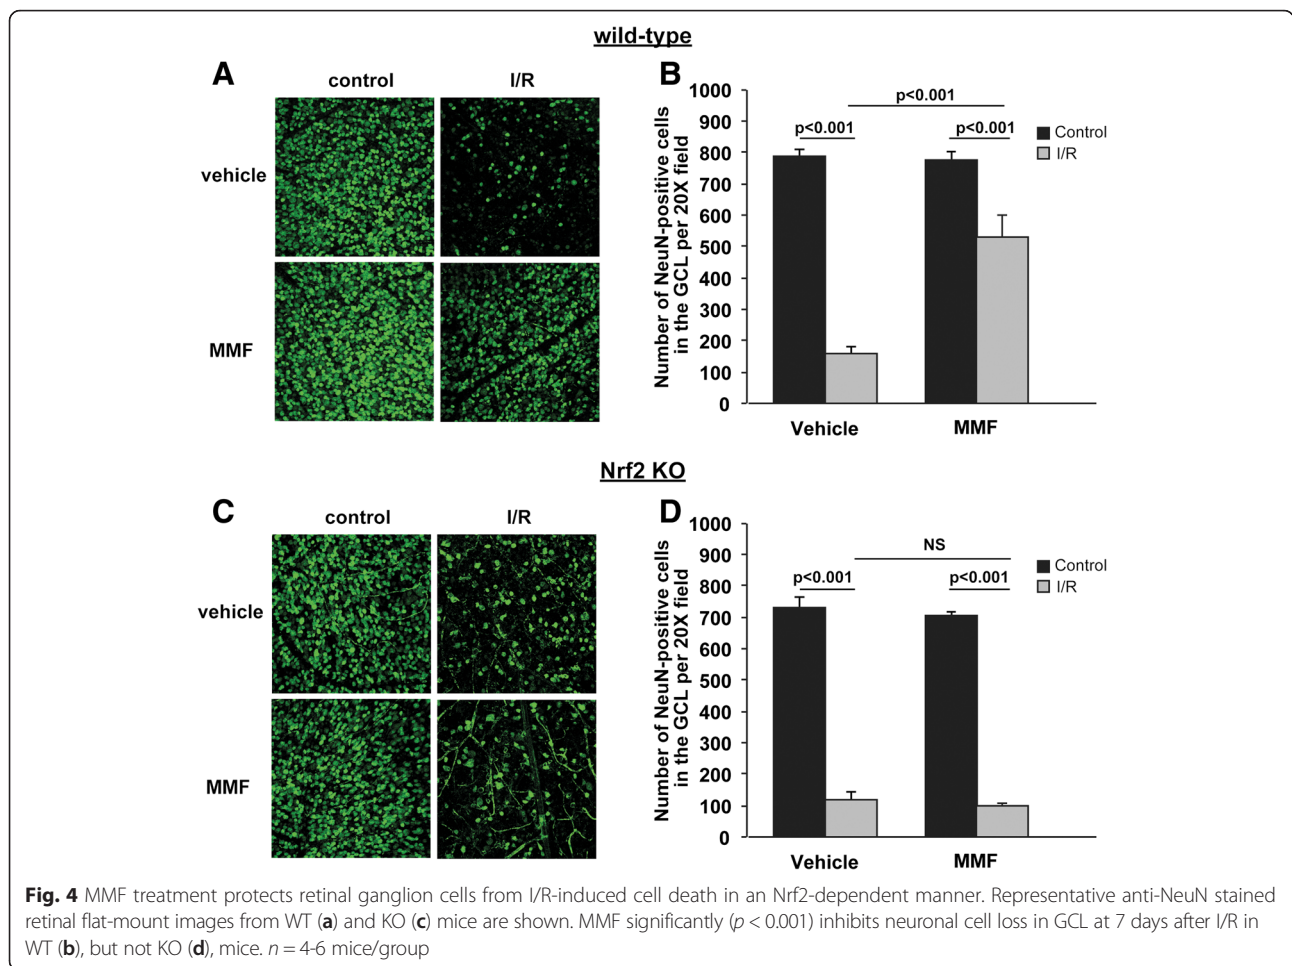 wild-type
A
control
I/R
vehicle
MMF
B
Number of NeuN-positive cells
in the GCL per 20X field
1000
900
800
700
600
500
400
300
200
100
0
p<0.001
p<0.001
p<0.001
Control
I/R
Vehicle
MMF
Nrf2 KO
C
control
I/R
vehicle
MMF
D
Number of NeuN-positive cells
in the GCL per 20X field
1000
900
800
700
600
500
400
300
200
100
0
NS
p<0.001
p<0.001
Control
I/R
Vehicle
MMF
Fig. 4 MMF treatment protects retinal ganglion cells from I/R-induced cell death in an Nrf2-dependent manner. Representative anti-NeuN stained
retinal flat-mount images from WT (a) and KO (c) mice are shown. MMF significantly (p < 0.001) inhibits neuronal cell loss in GCL at 7 days after I/R in
WT (b), but not KO (d), mice. n = 4-6 mice/group